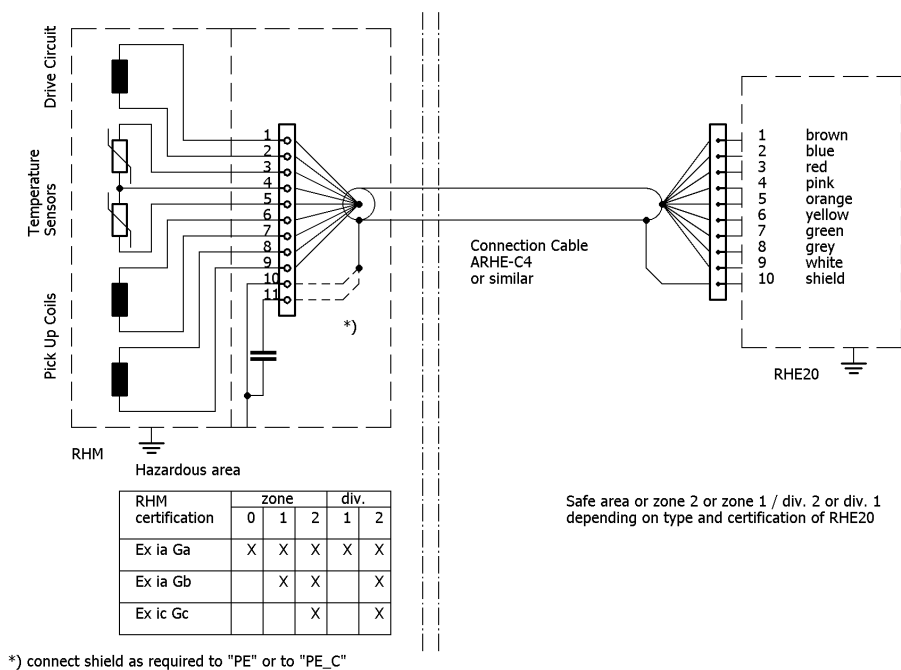 Drive Circuit
Temperature
Sensors
Pick Up Coils
1
2
3
4
5
6
7
8
9
10
11
*)
RHM
Hazardous area
Connection Cable
ARHE-C4
or similar
1 brown
2 blue
3 red
4 pink
5 orange
6 yellow
7 green
8 grey
9 white
10 shield
RHE20
RHM zone div.
certification 0 1 2 1 2
Ex ia Ga X X X X X
Ex ia Gb X X X
Ex ic Gc X X
Safe area or zone 2 or zone 1 / div. 2 or div. 1
depending on type and certification of RHE20
*) connect shield as required to "PE" or to "PE_C"